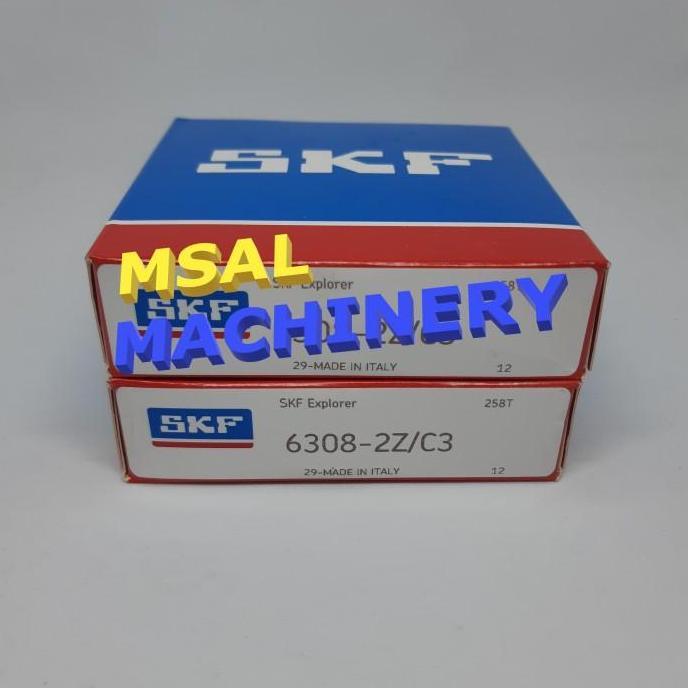 SKF
MSAL
MACHINERY
SKF
SKF Explorer
29-MADE IN ITALY
12
SKF
SKF Explorer
258T
6308-2Z/C3
29-MADE IN ITALY
12